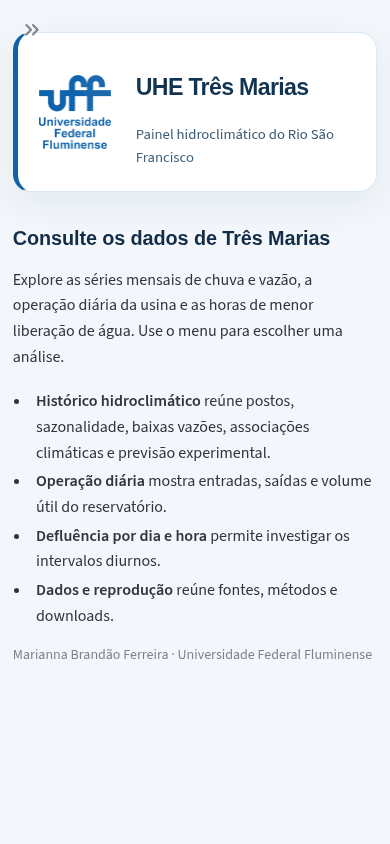 UHE Três Marias
uff
Universidade
Federal
Fluminense
Painel hidroclimático do Rio São
Francisco
Consulte os dados de Três Marias
Explore as séries mensais de chuva e vazão, a
operação diária da usina e as horas de menor
liberação de água. Use o menu para escolher uma
análise.
• Histórico hidroclimático reúne postos,
sazonalidade, baixas vazões, associações
climáticas e previsão experimental.
• Operação diária mostra entradas, saídas e volume
útil do reservatório.
• Defluência por dia e hora permite investigar os
intervalos diurnos.
• Dados e reprodução reúne fontes, métodos e
downloads.
Marianna Brandão Ferreira · Universidade Federal Fluminense